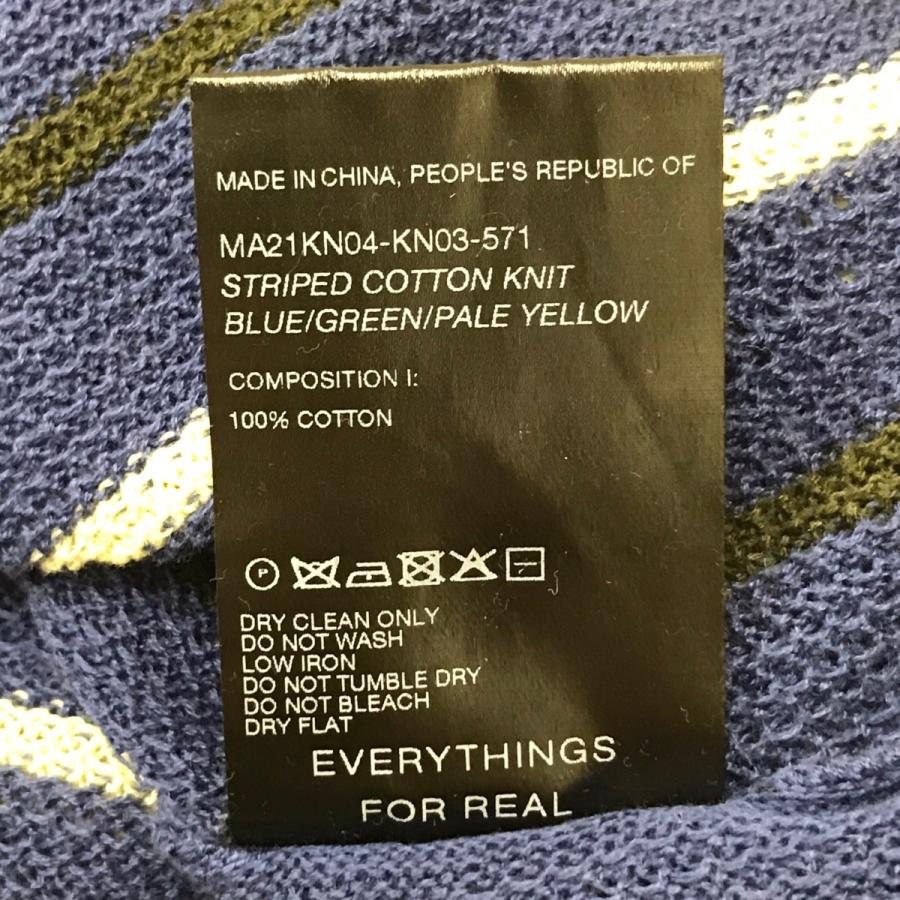 MADE IN CHINA, PEOPLE'S REPUBLIC OF
MA21KN04-KN03-571
STRIPED COTTON KNIT
BLUE/GREEN/PALE YELLOW
COMPOSITION I:
100% COTTON
P
DRY CLEAN ONLY
DO NOT WASH
LOW IRON
DO NOT TUMBLE DRY
DO NOT BLEACH
DRY FLAT
EVERYTHINGS
FOR REAL